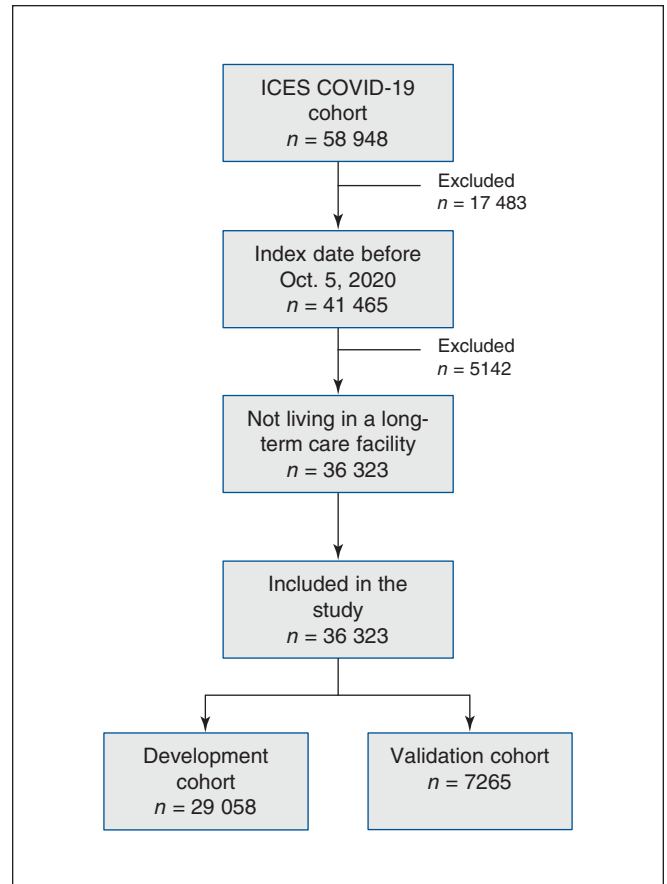 ICES COVID-19
cohort
n = 58 948
Excluded
n = 17 483
Index date before
Oct. 5, 2020
n = 41 465
Excluded
n = 5142
Not living in a long-
term care facility
n = 36 323
Included in the
study
n = 36 323
Development
cohort
n = 29 058
Validation cohort
n = 7265